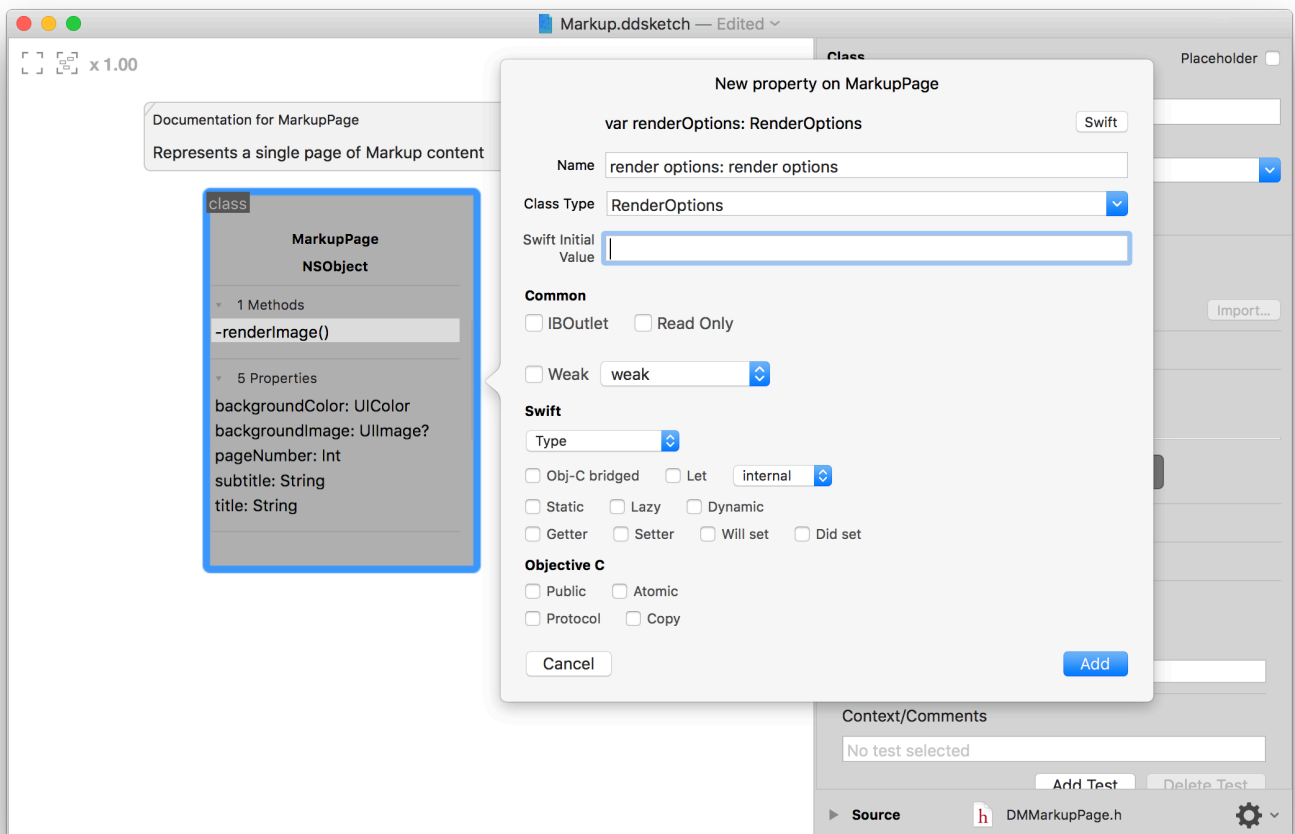 Markup.ddsketch — Edited
x 1.00
Class
Placeholder
Documentation for MarkupPage
Represents a single page of Markup content
class
MarkupPage
NSObject
1 Methods
-renderImage()
5 Properties
backgroundColor: UIColor
backgroundImage: UIImage?
pageNumber: Int
subtitle: String
title: String
New property on MarkupPage
var renderOptions: RenderOptions
Swift
Name
render options: render options
Class Type
RenderOptions
Swift Initial
Value
Common
IBOutlet
Read Only
Weak
weak
Swift
Type
Obj-C bridged
Let
internal
Static
Lazy
Dynamic
Getter
Setter
Will set
Did set
Objective C
Public
Atomic
Protocol
Copy
Cancel
Add
Import...
Context/Comments
No test selected
Add Test
Delete Test
Source
h
DMMarkupPage.h